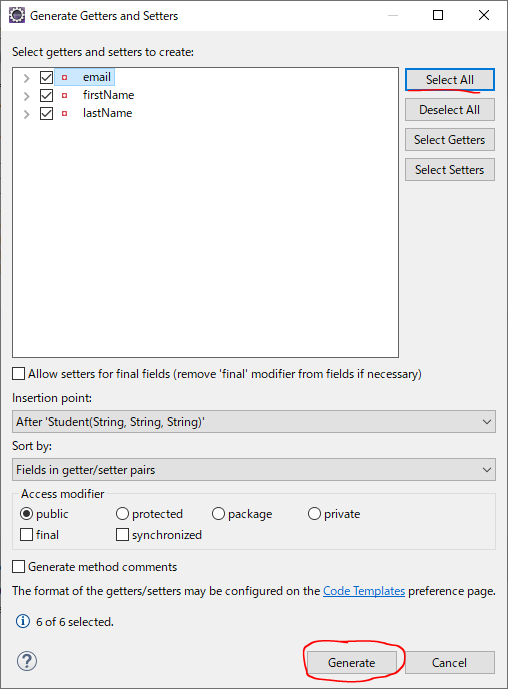 Generate Getters and Setters
Select getters and setters to create:
email
firstName
lastName
Select All
Deselect All
Select Getters
Select Setters
Allow setters for final fields (remove 'final' modifier from fields if necessary)
Insertion point:
After 'Student(String, String, String)'
Sort by:
Fields in getter/setter pairs
Access modifier
public protected package private
final synchronized
Generate method comments
The format of the getters/setters may be configured on the Code Templates preference page.
6 of 6 selected.
Generate Cancel